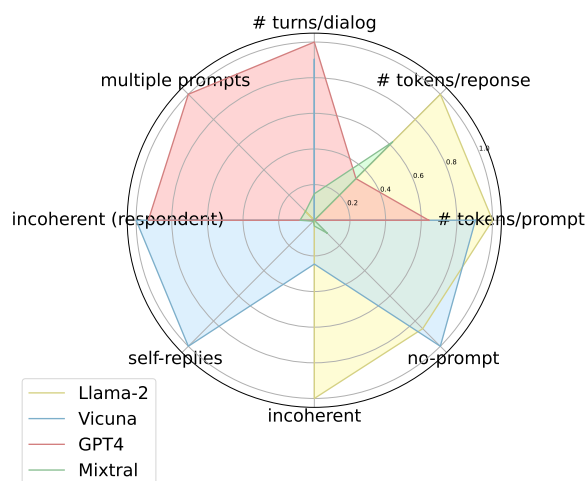 # turns/dialog
multiple prompts
# tokens/reponse
1.0
0.8
0.6
0.4
0.2
incoherent (respondent)
# tokens/prompt
self-replies
no-prompt
incoherent
Llama-2
Vicuna
GPT4
Mixtral